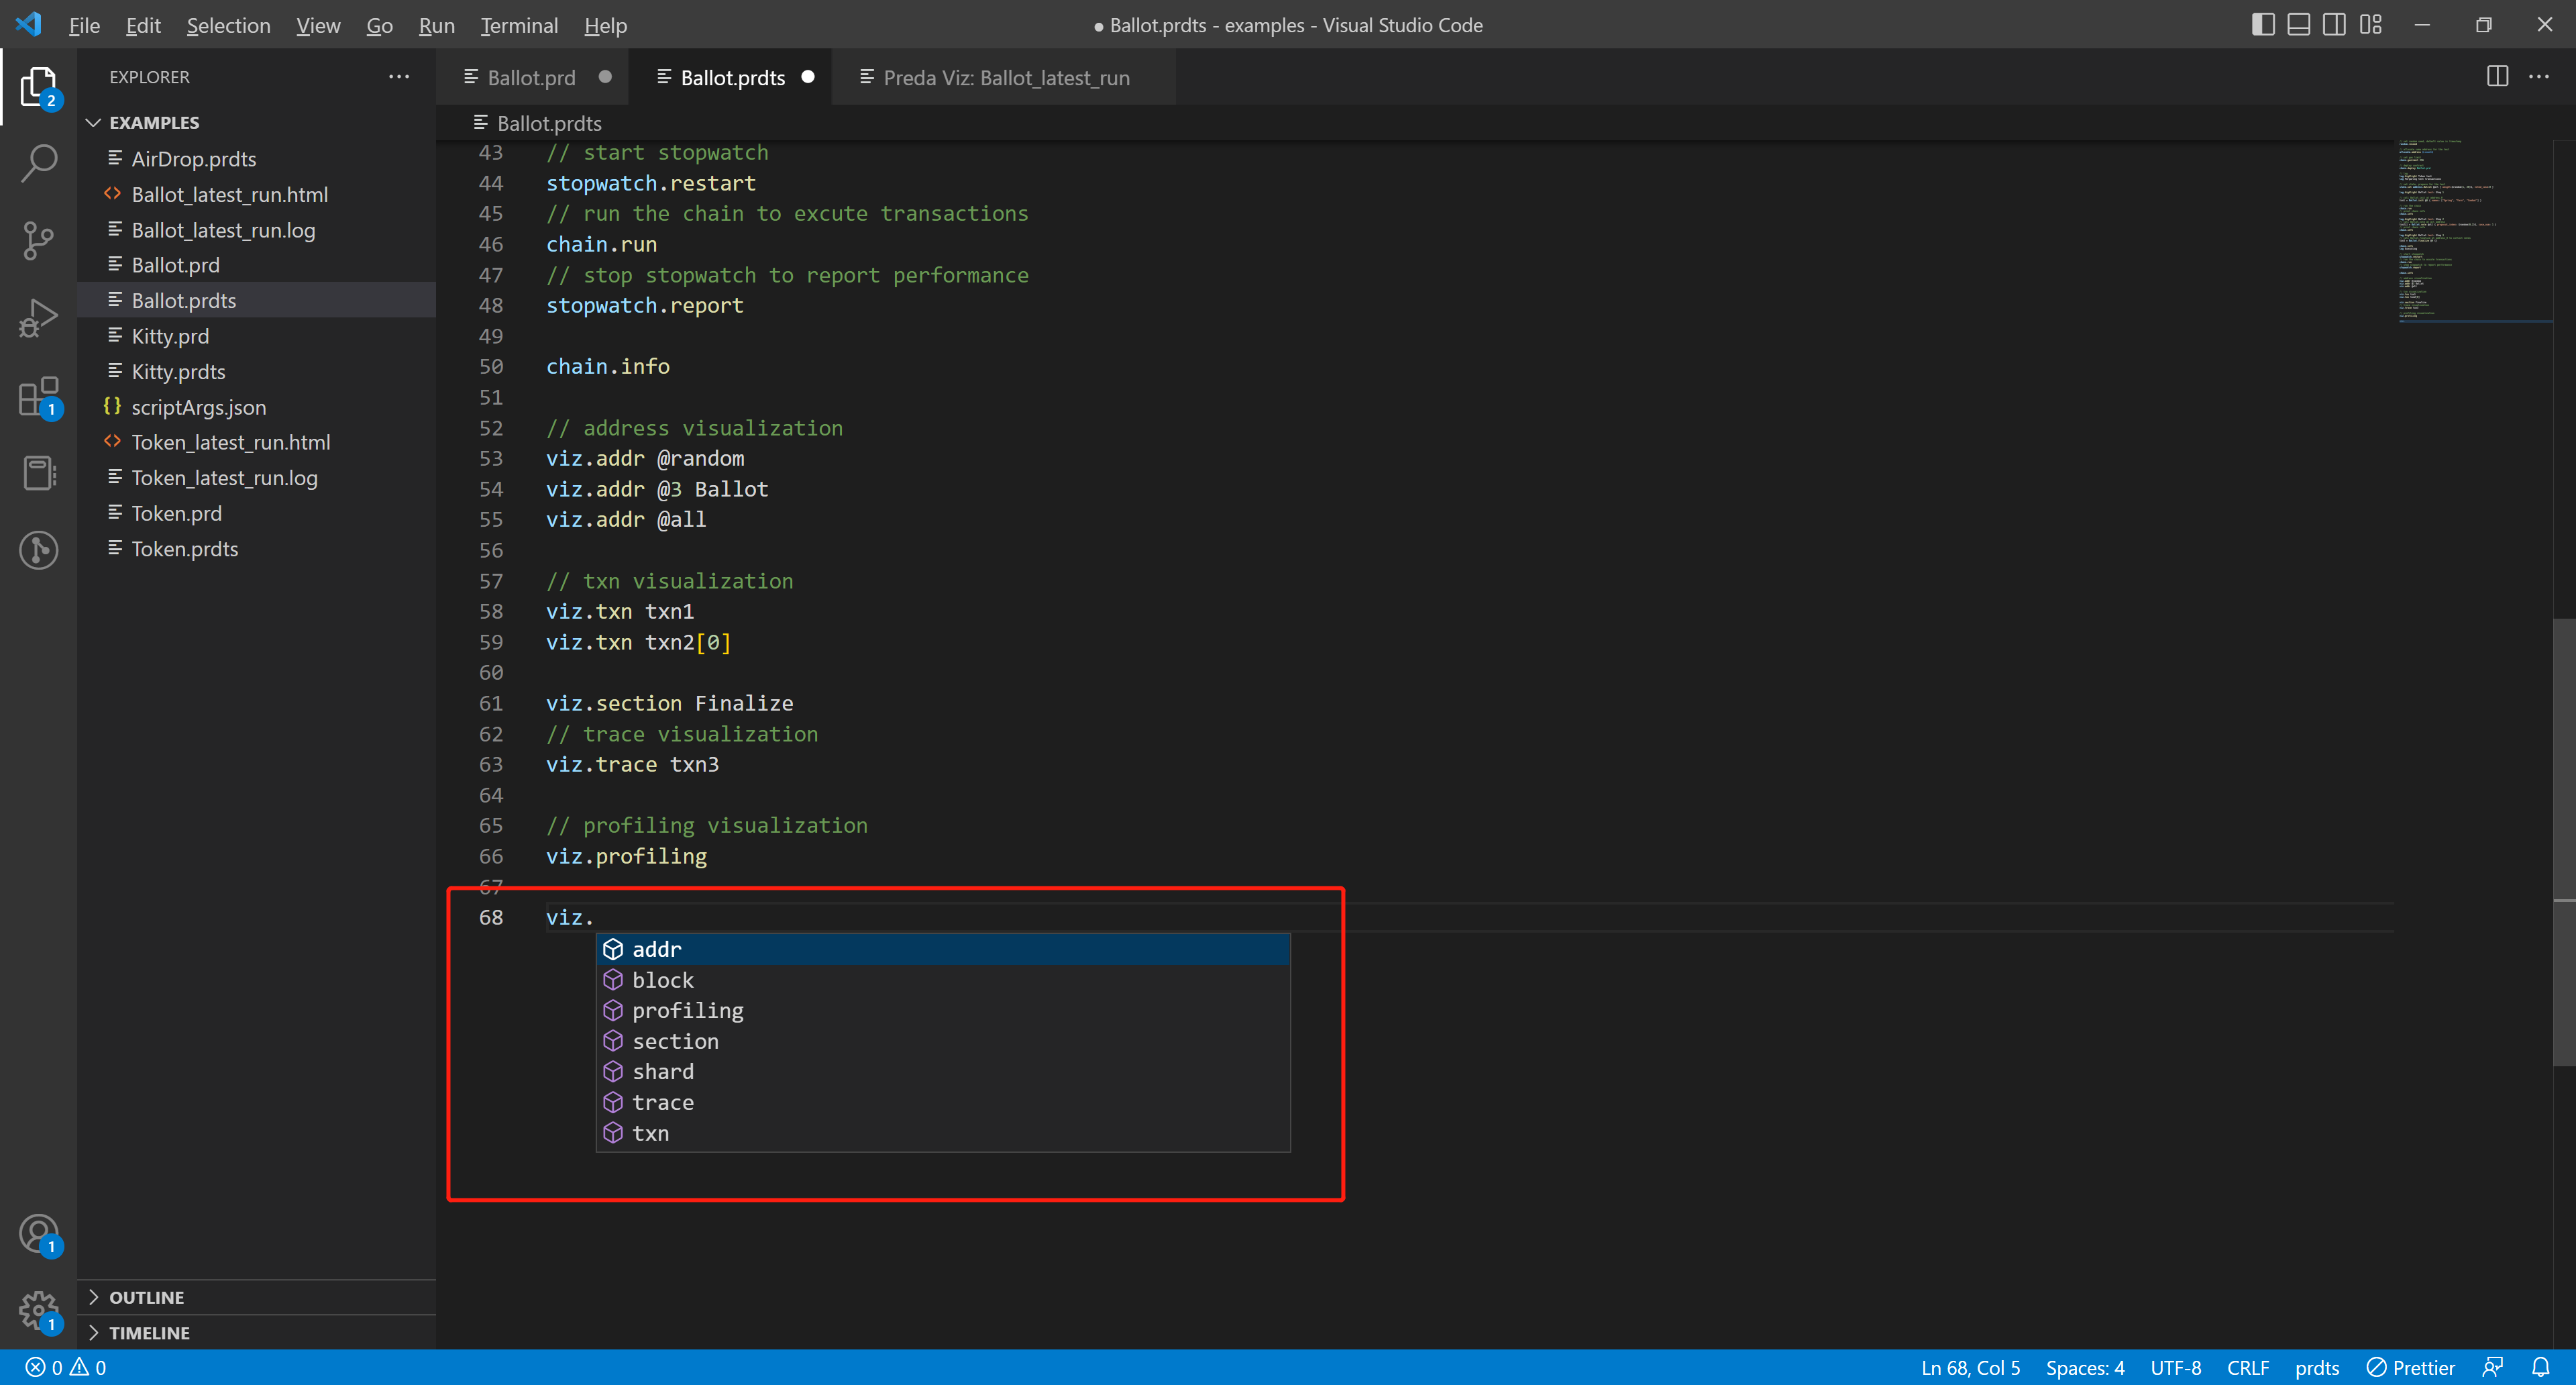 File Edit Selection View Go Run Terminal Help
● Ballot.prdts - examples - Visual Studio Code
EXPLORER
Ballot.prd
Ballot.prdts
Preda Viz: Ballot_latest_run
2
EXAMPLES
Ballot.prdts
AirDrop.prdts
Ballot_latest_run.html
Ballot_latest_run.log
Ballot.prd
Ballot.prdts
Kitty.prd
Kitty.prdts
{} scriptArgs.json
Token_latest_run.html
Token_latest_run.log
Token.prd
Token.prdts
1
43 // start stopwatch
44 stopwatch.restart
45 // run the chain to excute transactions
46 chain.run
47 // stop stopwatch to report performance
48 stopwatch.report
49
50 chain.info
51
52 // address visualization
53 viz.addr @random
54 viz.addr @3 Ballot
55 viz.addr @all
56
57 // txn visualization
58 viz.txn txn1
59 viz.txn txn2[0]
60
61 viz.section Finalize
62 // trace visualization
63 viz.trace txn3
64
65 // profiling visualization
66 viz.profiling
67
68 viz.
addr
block
profiling
section
shard
trace
txn
1
1
OUTLINE
TIMELINE
0 0
Ln 68, Col 5 Spaces: 4 UTF-8 CRLF prdts Prettier